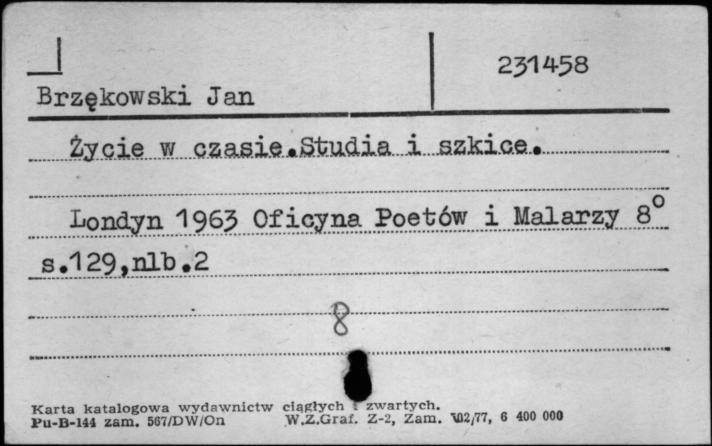 231458
Brzękowski Jan
Życie w czasie.Studia i szkice.
Londyn 1963 Oficyna Poetów i Malarzy 8°
s.129,nlb.2
8
Karta katalogowa wydawnictw ciągłych i zwartych.
Pu-B-144 zam. 567/DW/On W.Z.Graf. Z-2, Zam. 102/77, 6 400 000